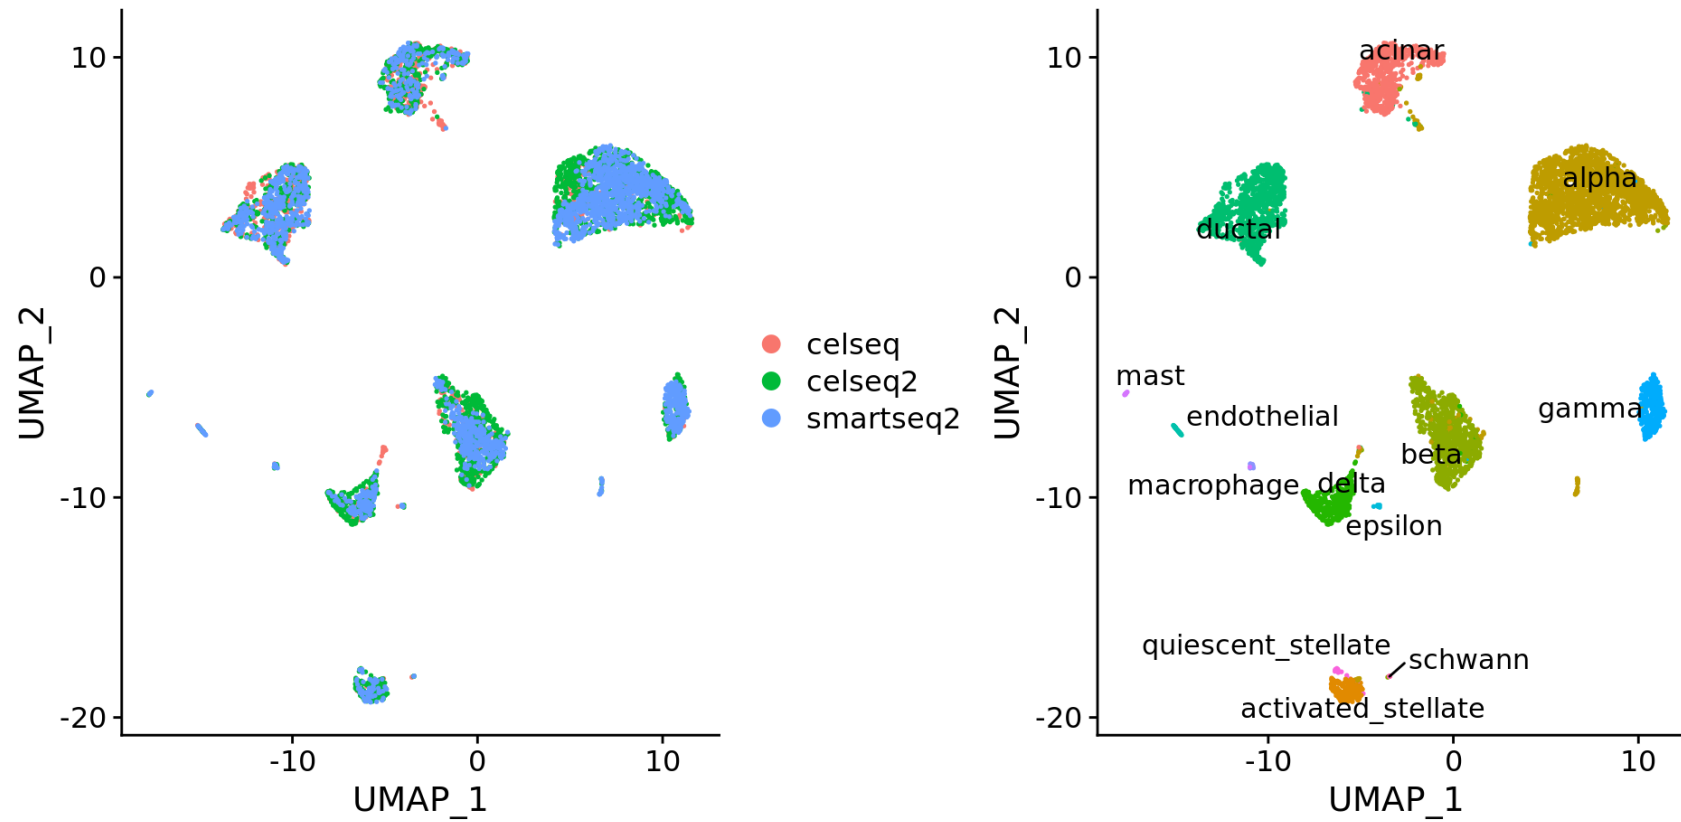 10
0
-10
-20
-10
0
10
UMAP_1
UMAP_2
celseq
celseq2
smartseq2
10
0
-10
-20
-10
0
10
UMAP_1
UMAP_2
acinar
alpha
ductal
mast
endothelial
gamma
beta
macrophage
delta
epsilon
quiescent_stellate
schwann
activated_stellate